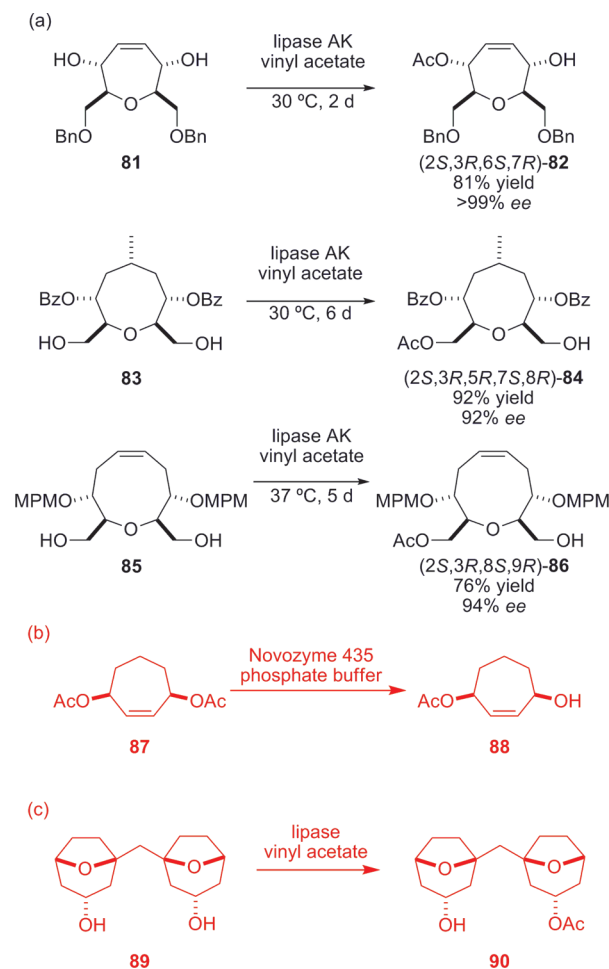 (a)
HO
OH
O
BnO
OBn
81
lipase AK
vinyl acetate
30 ºC, 2 d
AcO
OH
O
BnO
OBn
(2S,3R,6S,7R)-82
81% yield
>99% ee
BzO
OBz
O
HO
OH
83
lipase AK
vinyl acetate
30 ºC, 6 d
BzO
OBz
O
AcO
OH
(2S,3R,5R,7S,8R)-84
92% yield
92% ee
MPMO
OMPM
O
HO
OH
85
lipase AK
vinyl acetate
37 ºC, 5 d
MPMO
OMPM
O
AcO
OH
(2S,3R,8S,9R)-86
76% yield
94% ee
(b)
AcO
OAc
87
Novozyme 435
phosphate buffer
AcO
OH
88
(c)
O
O
OH
OH
89
lipase
vinyl acetate
O
O
OH
OAc
90